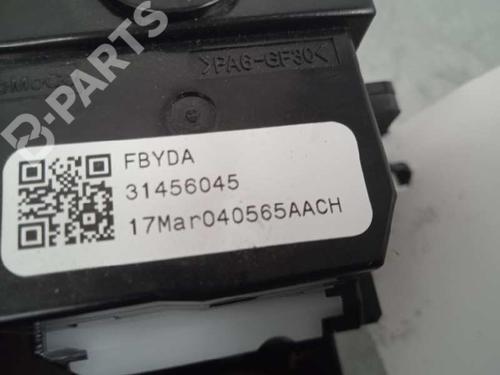 >PA6-GF30<
FBYDA
31456045
17Mar040565AACH
B-PARTS